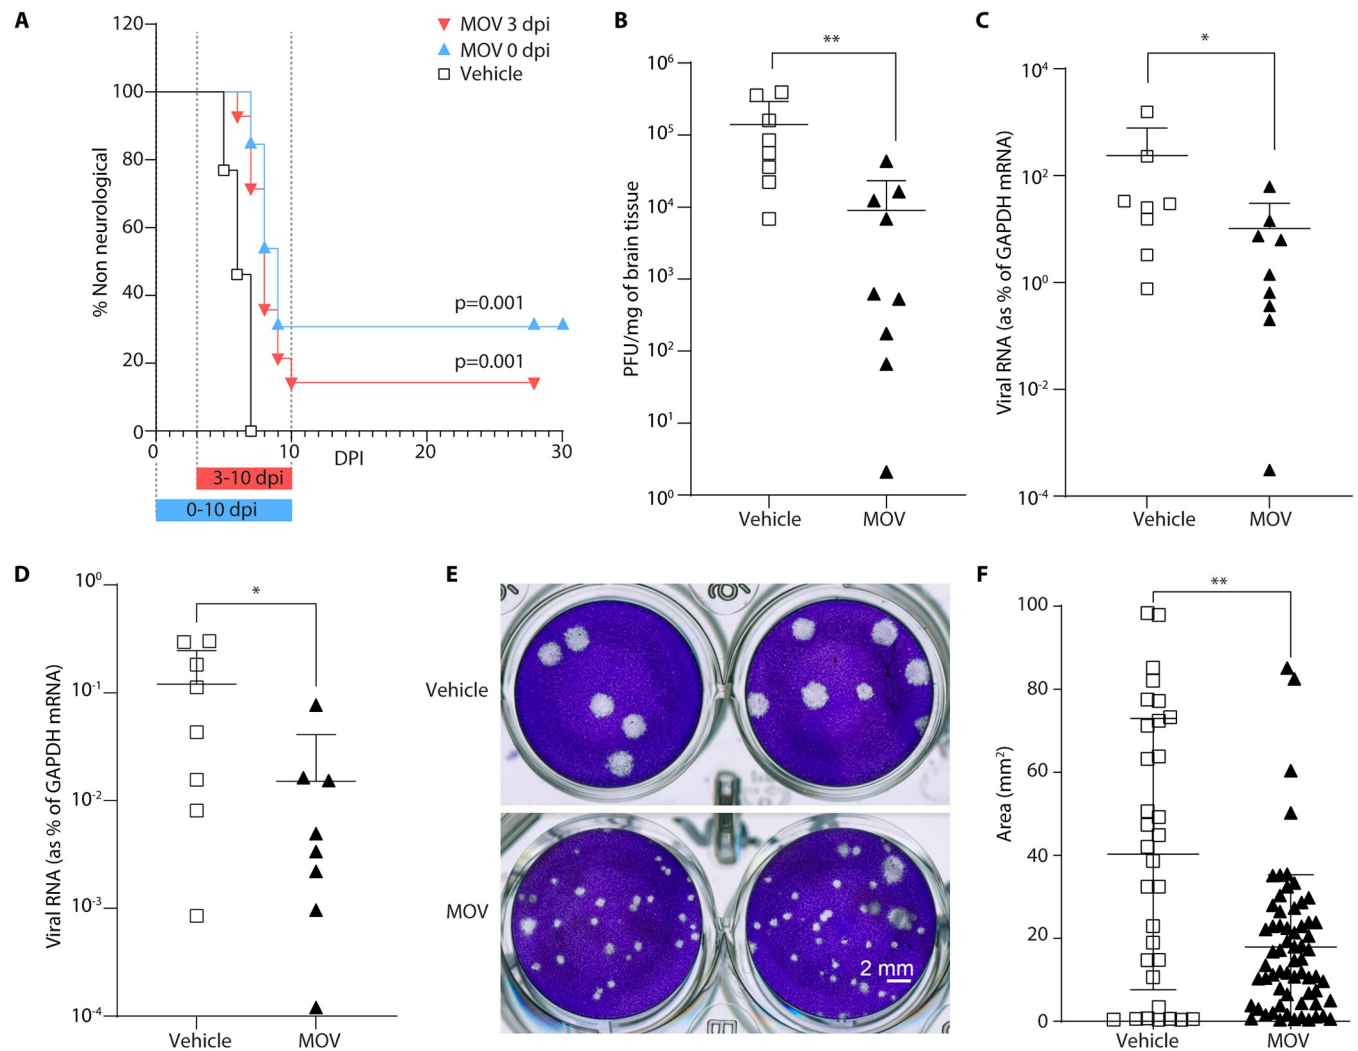 A
120
100
80
60
40
20
0
% Non neurological
MOV 3 dpi
MOV 0 dpi
Vehicle
p=0.001
p=0.001
0
10
20
30
DPI
3-10 dpi
0-10 dpi
B
**
10⁶
10⁵
10⁴
10³
10²
10¹
10⁰
PFU/mg of brain tissue
Vehicle
MOV
C
*
10⁴
10²
10⁰
10⁻²
10⁻⁴
Viral RNA (as % of GAPDH mRNA)
Vehicle
MOV
D
*
10⁰
10⁻¹
10⁻²
10⁻³
10⁻⁴
Viral RNA (as % of GAPDH mRNA)
Vehicle
MOV
E
Vehicle
MOV
2 mm
F
**
100
80
60
40
20
0
Area (mm²)
Vehicle
MOV